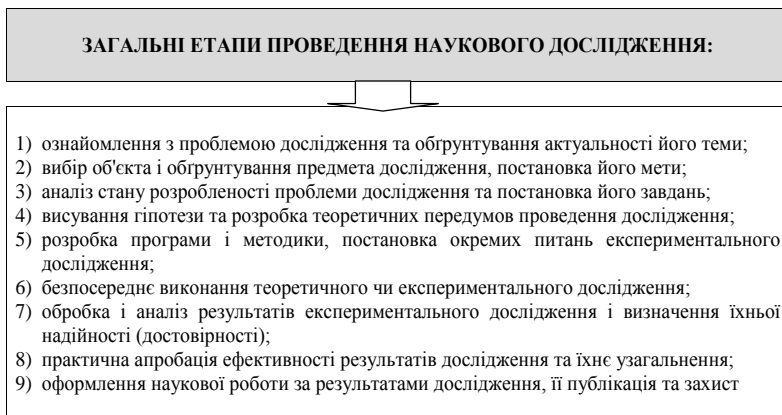 ЗАГАЛЬНІ ЕТАПИ ПРОВЕДЕННЯ НАУКОВОГО ДОСЛІДЖЕННЯ:
1) ознайомлення з проблемою дослідження та обґрунтування актуальності його теми;
2) вибір об'єкта і обґрунтування предмета дослідження, постановка його мети;
3) аналіз стану розробленості проблеми дослідження та постановка його завдань;
4) висування гіпотези та розробка теоретичних передумов проведення дослідження;
5) розробка програми і методики, постановка окремих питань експериментального
дослідження;
6) безпосереднє виконання теоретичного чи експериментального дослідження;
7) обробка і аналіз результатів експериментального дослідження і визначення їхньої
надійності (достовірності);
8) практична апробація ефективності результатів дослідження та їхнє узагальнення;
9) оформлення наукової роботи за результатами дослідження, її публікація та захист